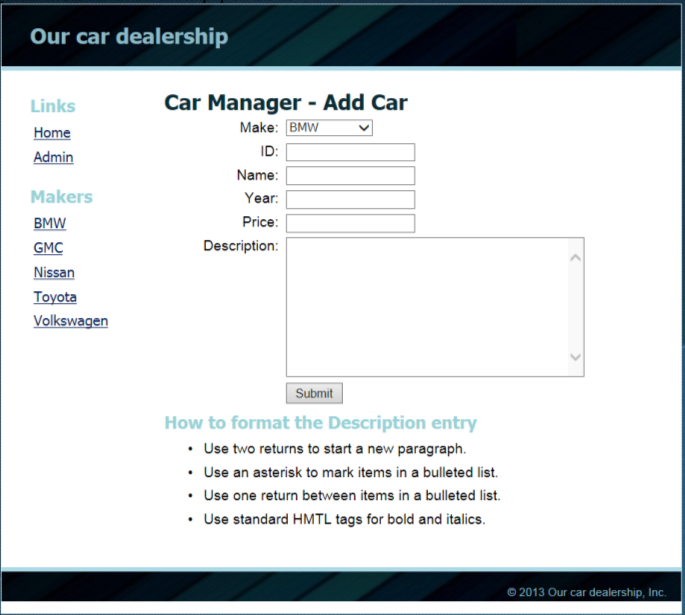 Our car dealership
Links
Home
Admin
Makers
BMW
GMC
Nissan
Toyota
Volkswagen
Car Manager - Add Car
Make: BMW
ID:
Name:
Year:
Price:
Description:
Submit
How to format the Description entry
• Use two returns to start a new paragraph.
• Use an asterisk to mark items in a bulleted list.
• Use one return between items in a bulleted list.
• Use standard HMTL tags for bold and italics.
© 2013 Our car dealership, Inc.